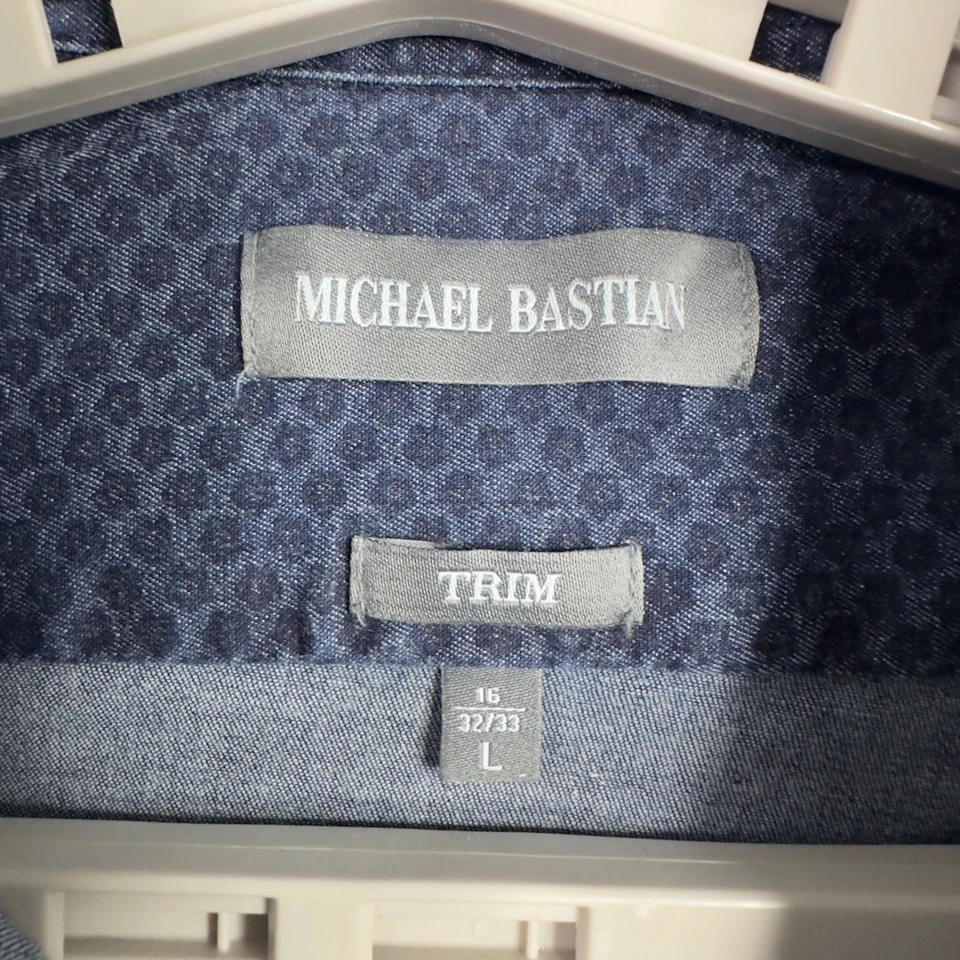 MICHAEL BASTIAN
TRIM
16
32/33
L